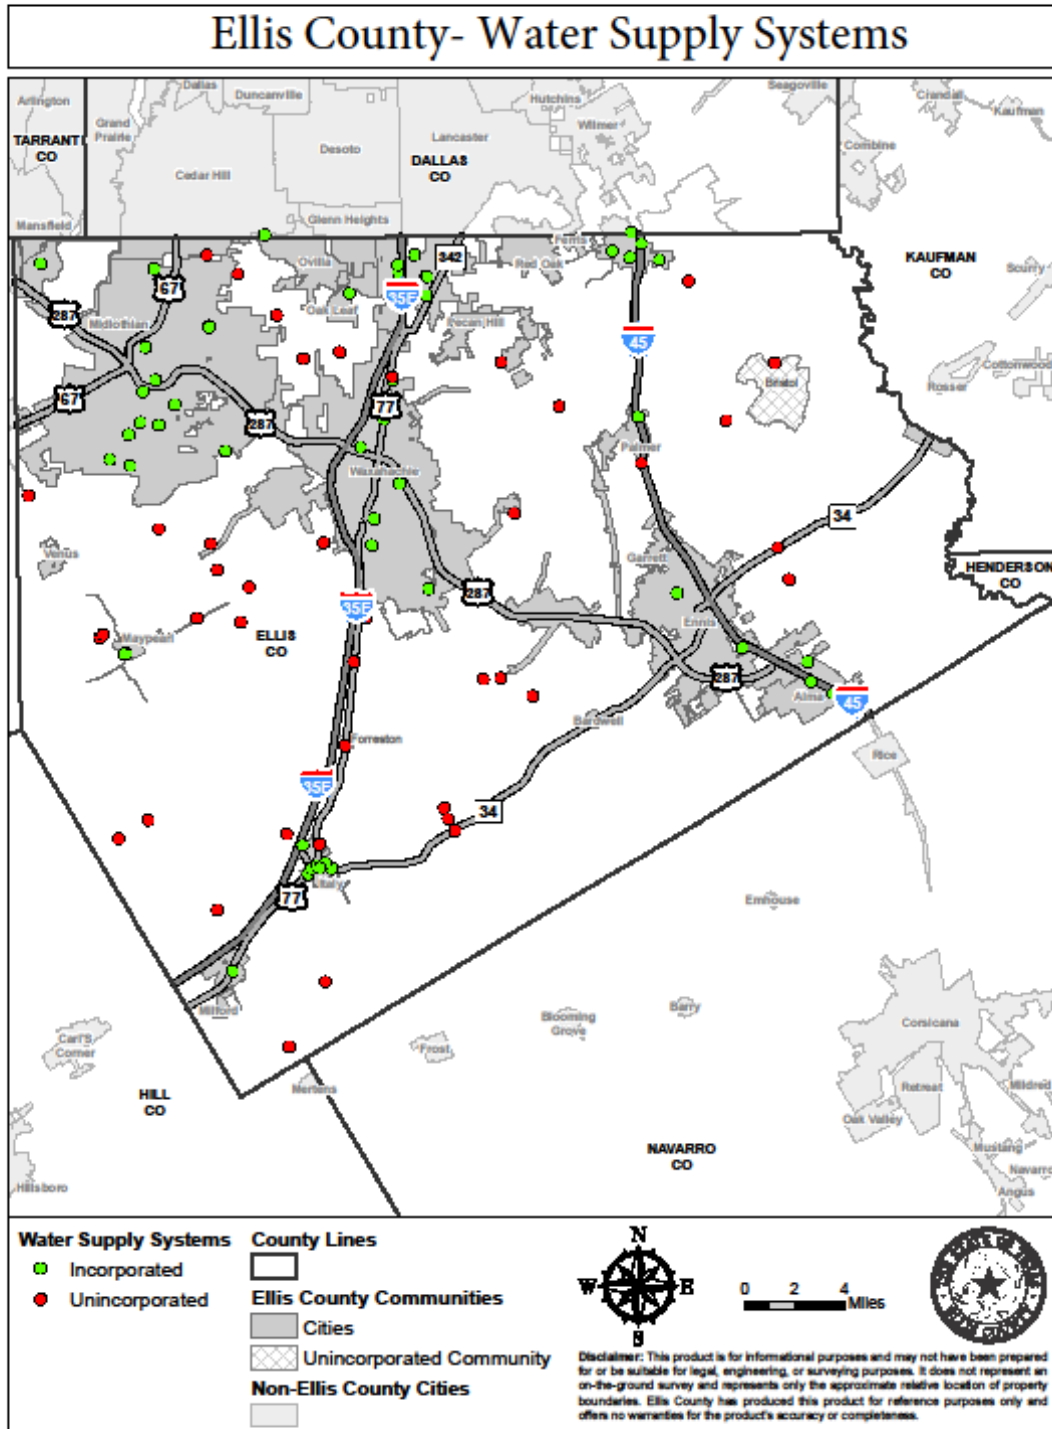 Ellis County- Water Supply Systems
Arlington
Dallas
Duncanville
Seagoville
Crandall
Kaufman
Grand
Prairie
Hutchins
Wilmer
TARRANT
CO
Desoto
Lancaster
DALLAS
CO
Combine
Cedar Hill
Mansfield
Glenn Heights
Ferris
342
Ovilla
Red Oak
KAUFMAN
CO
Scurry
67
35E
287
Midlothian
Oak Leaf
Pecan Hill
45
Cottonwood
Rosser
Bristol
67
77
287
Palmer
Waxahachie
34
Venus
Garrett
HENDERSON
CO
287
35E
Ennis
Maypearl
ELLIS
CO
287
Alma
45
Bardwell
Forreston
Rice
35E
34
Italy
77
Emhouse
Milford
Blooming
Grove
Barry
Corsicana
Carl'S
Corner
Frost
Mertens
Retreat
Mildred
HILL
CO
Oak Valley
Mustang
NAVARRO
CO
Navarro
Angus
Hillsboro
Water Supply Systems
Incorporated
Unincorporated
County Lines
Ellis County Communities
Cities
Unincorporated Community
Non-Ellis County Cities
N
W
E
S
0 2 4
Miles
Disclaimer: This product is for informational purposes and may not have been prepared
for or be suitable for legal, engineering, or surveying purposes. It does not represent an
on-the-ground survey and represents only the approximate relative location of property
boundaries. Ellis County has produced this product for reference purposes only and
offers no warranties for the product's accuracy or completeness.